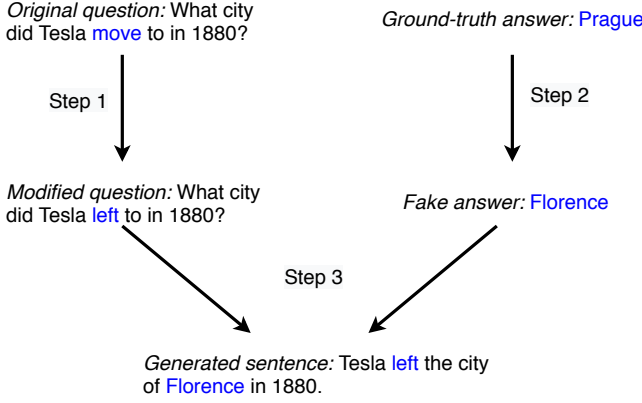 Original question: What city
did Tesla move to in 1880?
Ground-truth answer: Prague
Step 1
Step 2
Modified question: What city
did Tesla left to in 1880?
Fake answer: Florence
Step 3
Generated sentence: Tesla left the city
of Florence in 1880.